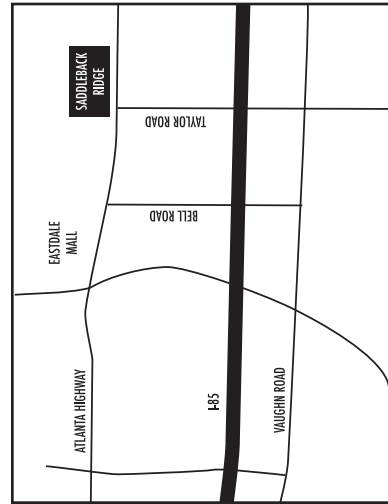 SADDLEBACK
RIDGE
TAYLOR ROAD
BELL ROAD
EASTDALE
MALL
ATLANTA HIGHWAY
I-85
VAUGHN ROAD